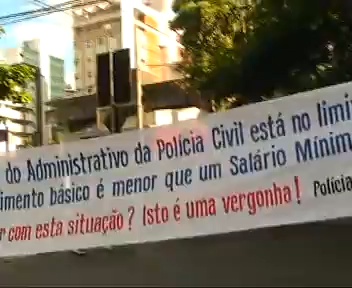 do Administrativo da Polícia Civil está no limi
imento básico é menor que um Salário Mínim
r com esta situação? Isto é uma vergonha! Polícia